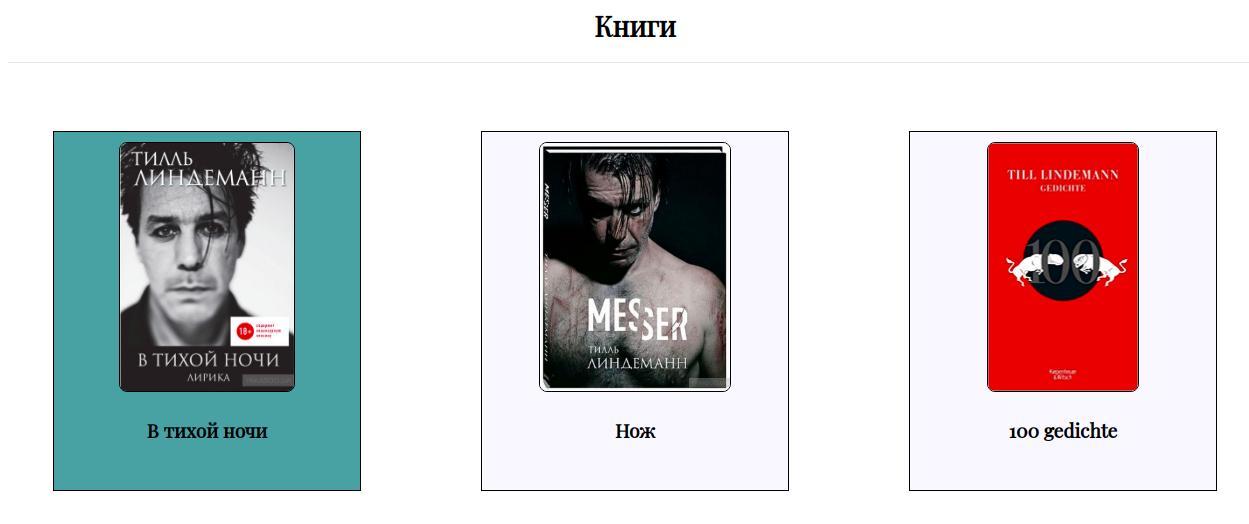 Книги
ТИЛЛЬ
ЛИНДЕМАНН
18+
В ТИХОЙ НОЧИ
ЛИРИКА
В тихой ночи
MESSER
MESSER
ТИЛЛЬ
ЛИНДЕМАНН
Нож
TILL LINDEMANN
GEDICHTE
100
Kiepenheuer
& Witsch
100 gedichte